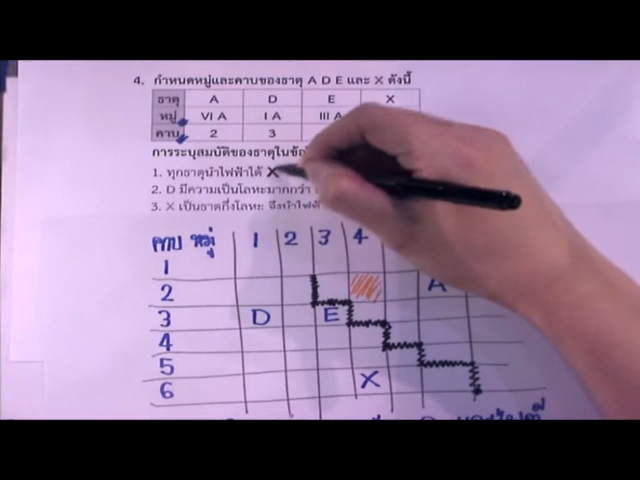 4. กำหนดหมู่และคาบของธาตุ A D E และ X ดังนี้
ธาตุ A D E X
หมู่ VI A I A III A
คาบ 2 3
การระบุสมบัติของธาตุในข้อ
1. ทุกธาตุนำไฟฟ้าได้ X
2. D มีความเป็นโลหะมากกว่า
3. X เป็นธาตุกึ่งโลหะ จึงนำไฟฟ้า
คาบ หมู่ 1 2 3 4
1
2 A
3 D E
4
5
6 X